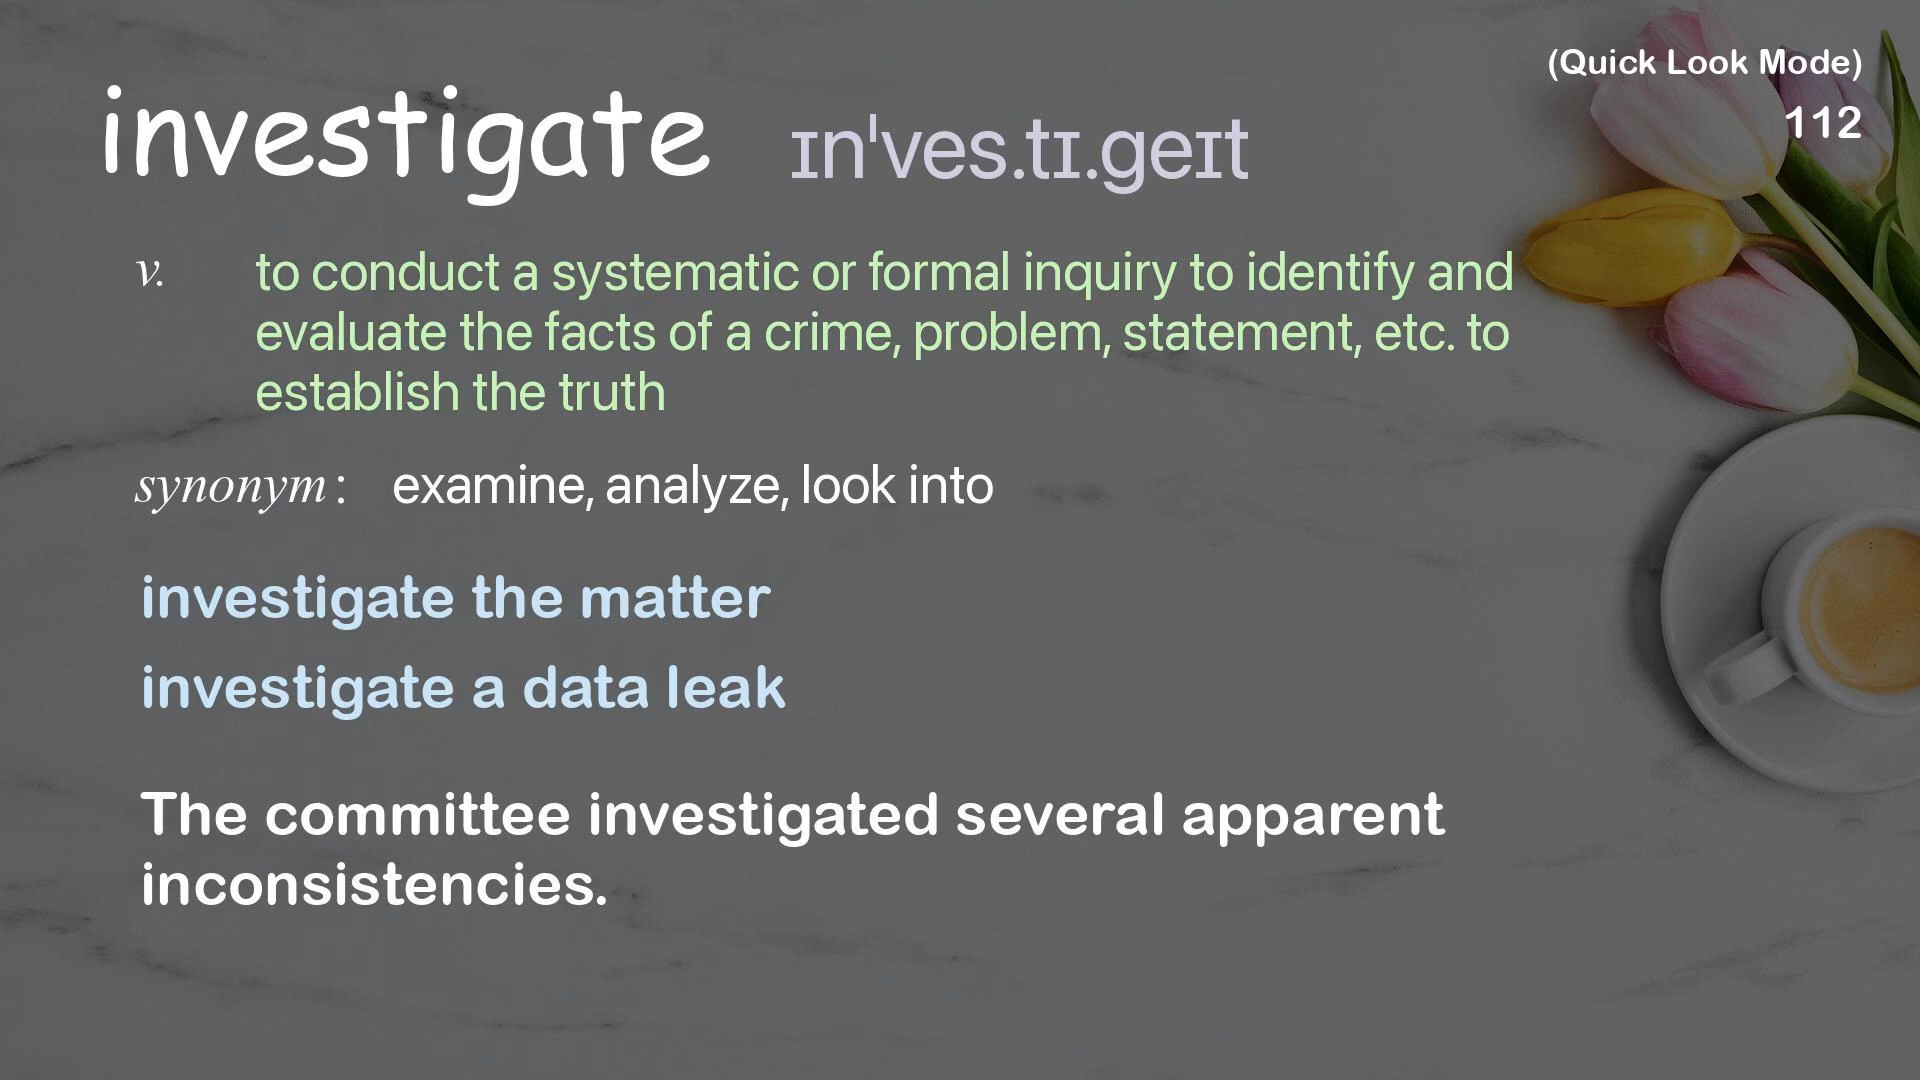 (Quick Look Mode)
112
investigate ɪnˈves.tɪ.ɡeɪt
v. to conduct a systematic or formal inquiry to identify and
evaluate the facts of a crime, problem, statement, etc. to
establish the truth
synonym : examine, analyze, look into
investigate the matter
investigate a data leak
The committee investigated several apparent
inconsistencies.